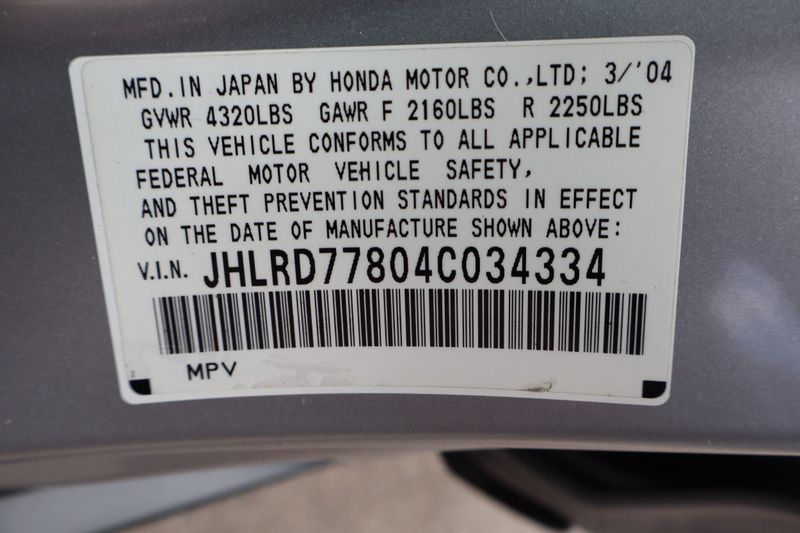 MFD. IN JAPAN BY HONDA MOTOR CO.,LTD; 3/'04
GVWR 4320LBS GAWR F 2160LBS R 2250LBS
THIS VEHICLE CONFORMS TO ALL APPLICABLE
FEDERAL MOTOR VEHICLE SAFETY,
AND THEFT PREVENTION STANDARDS IN EFFECT
ON THE DATE OF MANUFACTURE SHOWN ABOVE:
V.I.N. JHLRD77804C034334
MPV